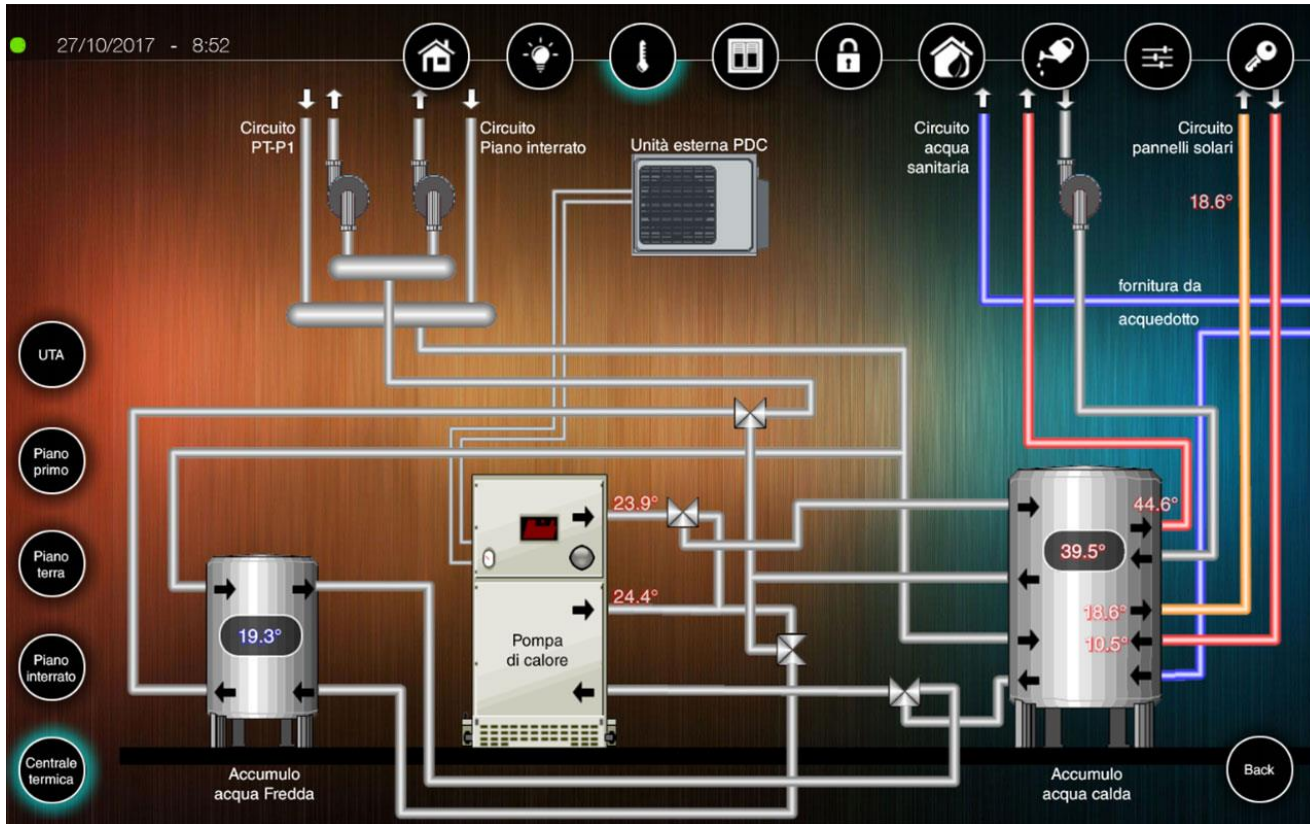 27/10/2017 - 8:52
Circuito
PT-P1
Circuito
Piano interrato
Unità esterna PDC
Circuito
acqua
sanitaria
Circuito
pannelli solari
18.6°
fornitura da
acquedotto
UTA
Piano
primo
Piano
terra
Piano
interrato
Centrale
termica
23.9°
24.4°
Pompa
di calore
19.3°
44.6°
39.5°
18.6°
10.5°
Accumulo
acqua Fredda
Accumulo
acqua calda
Back